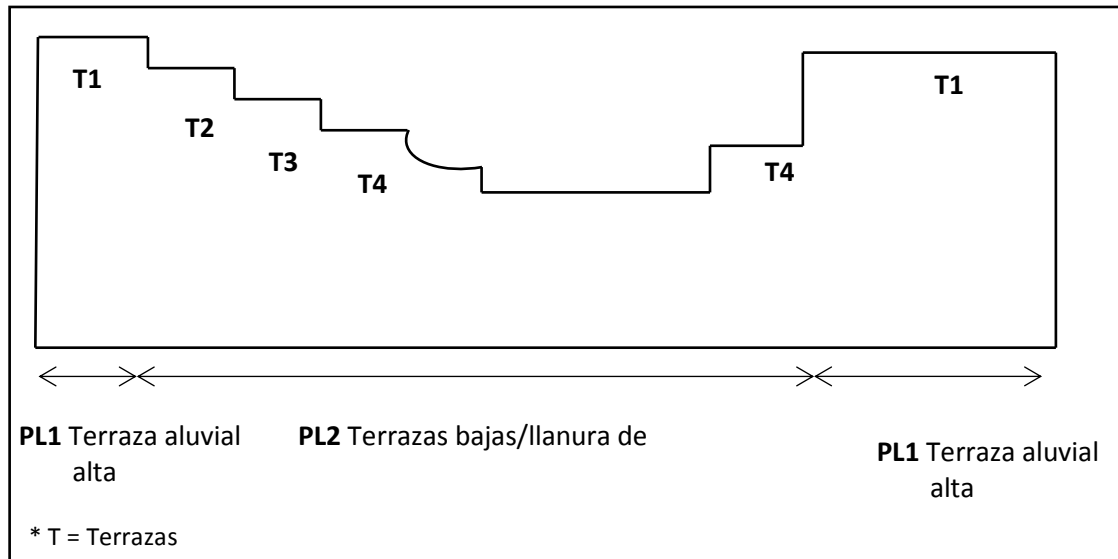 T1
T1
T2
T3
T4
T4
PL1 Terraza aluvial
alta
PL2 Terrazas bajas/llanura de
PL1 Terraza aluvial
alta
* T = Terrazas